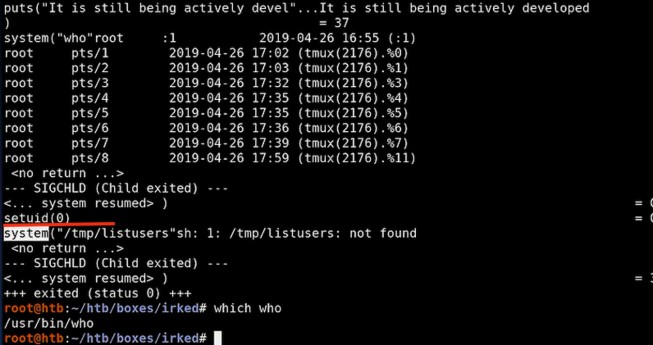 puts("It is still being actively devel"...It is still being actively developed
) = 37
system("who"root :1 2019-04-26 16:55 (:1)
root pts/1 2019-04-26 17:02 (tmux(2176).%0)
root pts/2 2019-04-26 17:03 (tmux(2176).%1)
root pts/3 2019-04-26 17:32 (tmux(2176).%3)
root pts/4 2019-04-26 17:35 (tmux(2176).%4)
root pts/5 2019-04-26 17:35 (tmux(2176).%5)
root pts/6 2019-04-26 17:36 (tmux(2176).%6)
root pts/7 2019-04-26 17:39 (tmux(2176).%7)
root pts/8 2019-04-26 17:59 (tmux(2176).%11)
<no return ...>
--- SIGCHLD (Child exited) ---
<... system resumed> ) =
setuid(0) =
system("/tmp/listusers"sh: 1: /tmp/listusers: not found
<no return ...>
--- SIGCHLD (Child exited) ---
<... system resumed> ) = 3
+++ exited (status 0) +++
root@htb:~/htb/boxes/irked# which who
/usr/bin/who
root@htb:~/htb/boxes/irked#